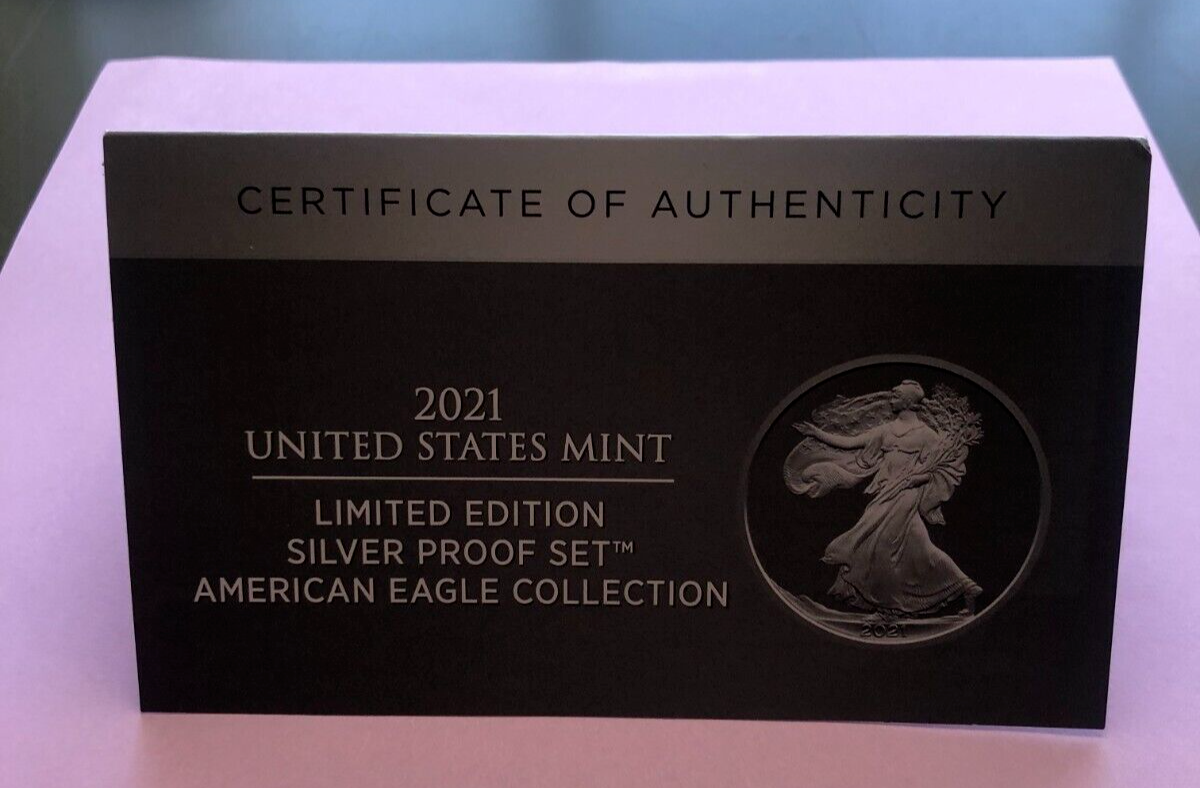 CERTIFICATE OF AUTHENTICITY
2021
UNITED STATES MINT
LIMITED EDITION
SILVER PROOF SET™
AMERICAN EAGLE COLLECTION
2021